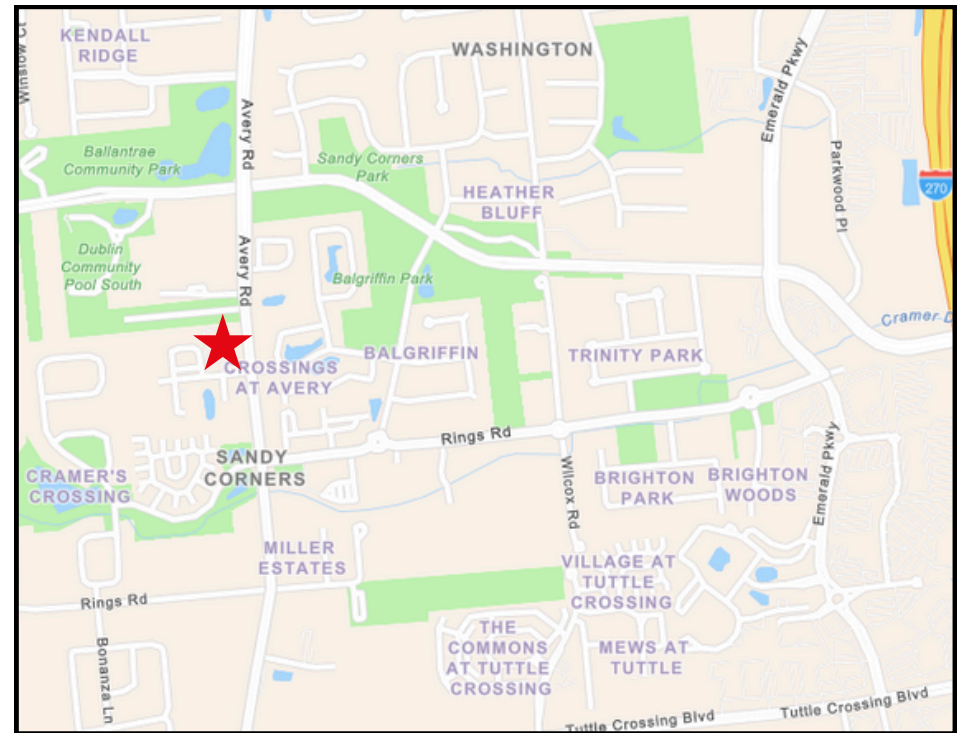 KENDALL
RIDGE
WASHINGTON
Winslow Ct
Avery Rd
Emerald Pkwy
Ballantrae
Community Park
Sandy Corners
Park
Parkwood Pl
270
HEATHER
BLUFF
Dublin
Community
Pool South
Avery Rd
Balgriffin Park
Cramer D
CROSSINGS
AT AVERY
BALGRIFFIN
TRINITY PARK
Rings Rd
SANDY
CORNERS
CRAMER'S
CROSSING
Wilcox Rd
BRIGHTON
PARK
BRIGHTON
WOODS
Emerald Pkwy
MILLER
ESTATES
VILLAGE AT
TUTTLE
CROSSING
Rings Rd
Bonanza Ln
THE
COMMONS
AT TUTTLE
CROSSING
MEWS AT
TUTTLE
Tuttle Crossing Blvd
Tuttle Crossing Blvd